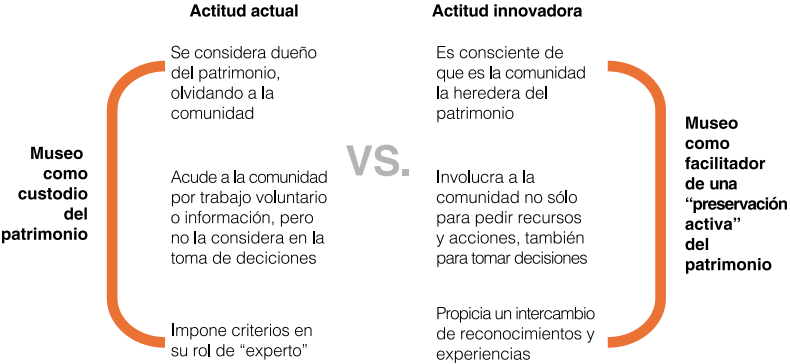 Actitud actual
Actitud innovadora
Museo
como
custodio
del
patrimonio
Se considera dueño
del patrimonio,
olvidando a la
comunidad
Acude a la comunidad
por trabajo voluntario
o información, pero
no la considera en la
toma de deciciones
Impone criterios en
su rol de “experto”
VS.
Es consciente de
que es la comunidad
la heredera del
patrimonio
Involucra a la
comunidad no sólo
para pedir recursos
y acciones, también
para tomar decisiones
Propicia un intercambio
de reconocimientos y
experiencias
Museo
como
facilitador
de una
“preservación
activa”
del
patrimonio